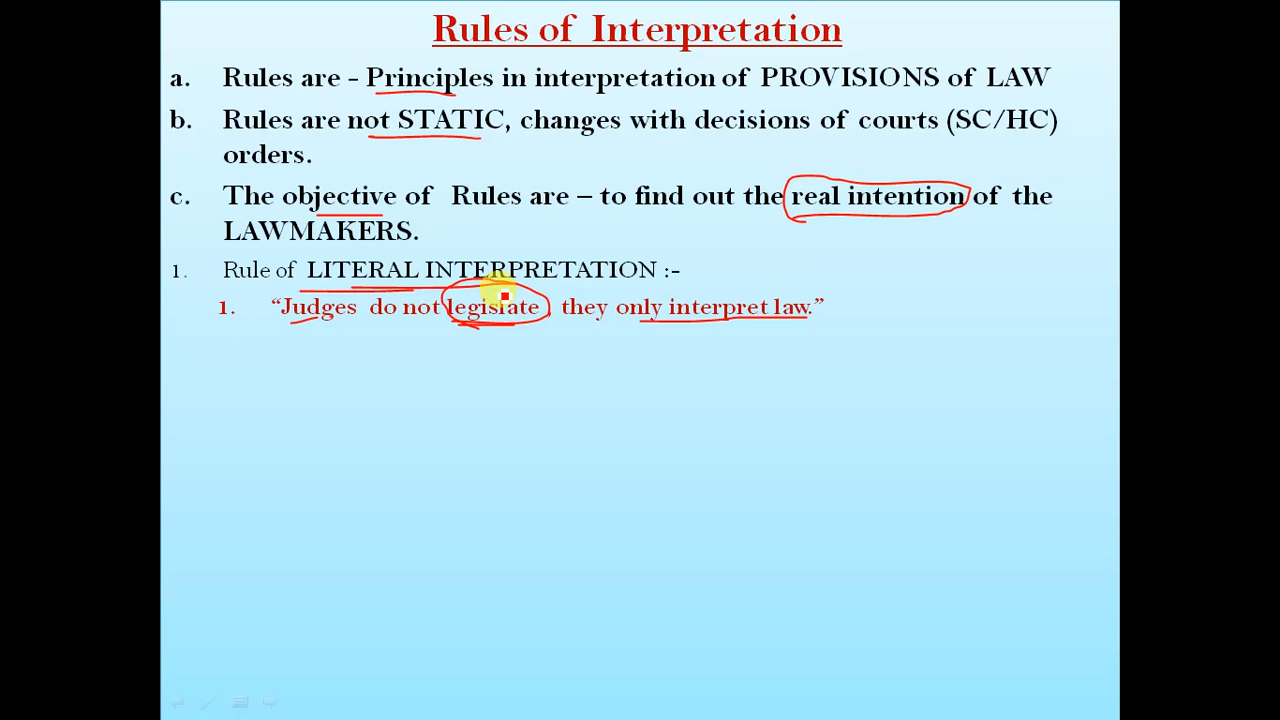 Rules of Interpretation
a. Rules are - Principles in interpretation of PROVISIONS of LAW
b. Rules are not STATIC, changes with decisions of courts (SC/HC)
orders.
c. The objective of Rules are – to find out the real intention of the
LAWMAKERS.
1. Rule of LITERAL INTERPRETATION :-
1. “Judges do not legislate, they only interpret law.”